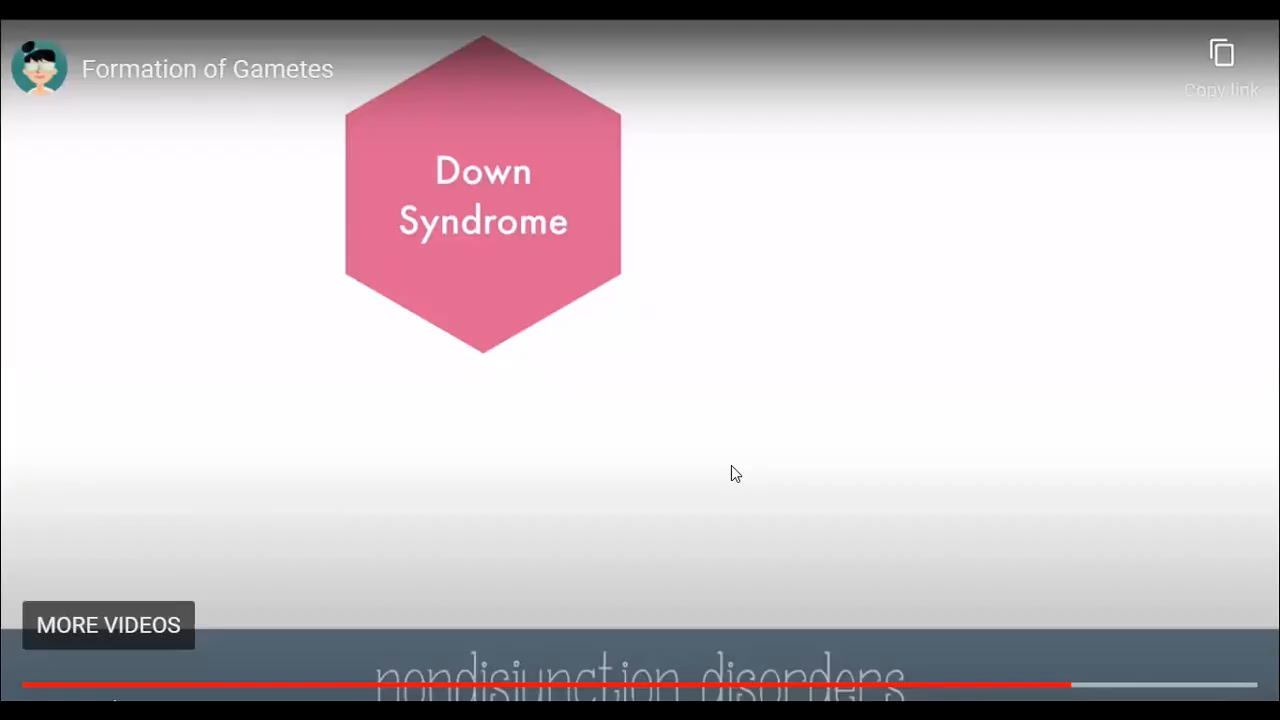 Formation of Gametes
Copy link
Down
Syndrome
MORE VIDEOS
nondisjunction disorders